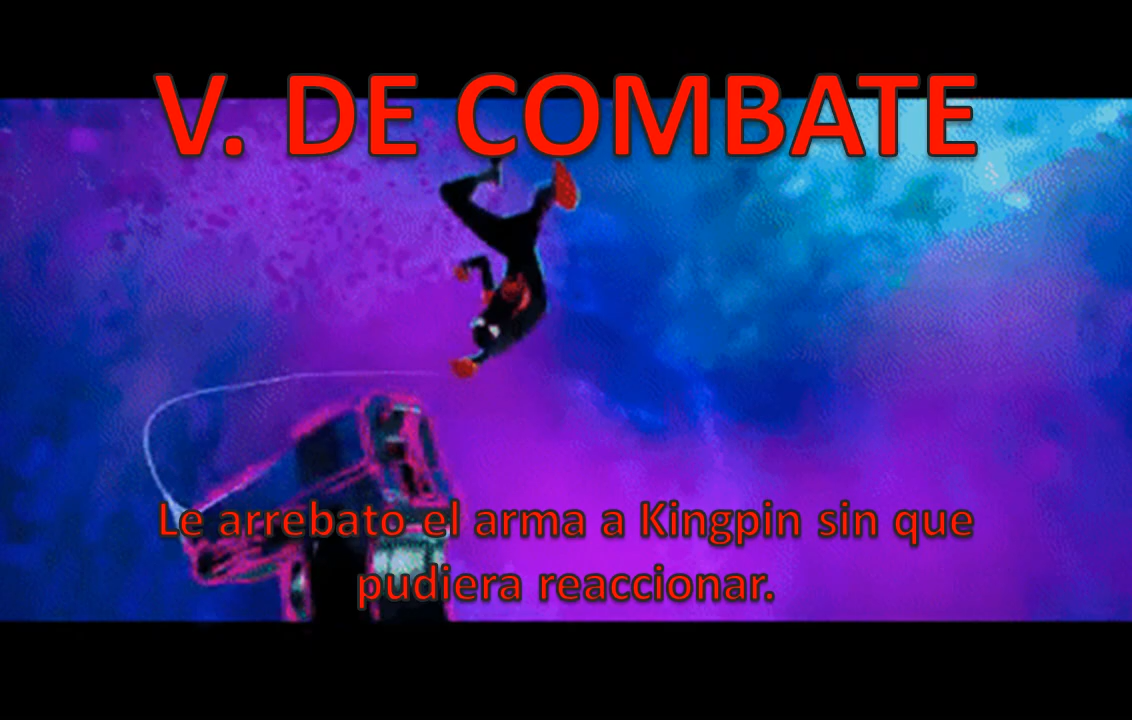 V. DE COMBATE
Le arrebato el arma a Kingpin sin que
pudiera reaccionar.